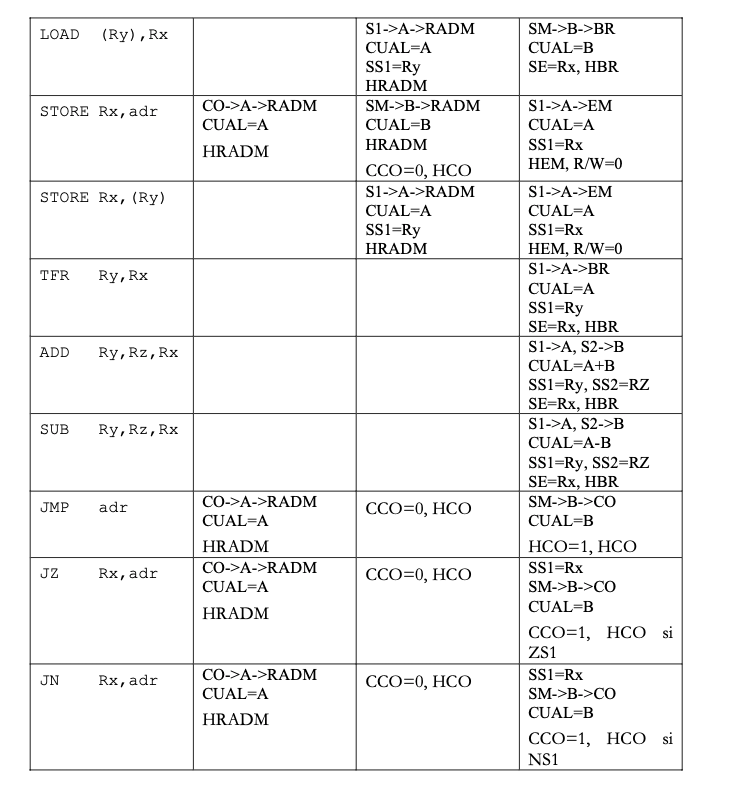 LOAD (Ry),Rx
S1->A->RADM
CUAL=A
SS1=Ry
HRADM
SM->B->BR
CUAL=B
SE=Rx, HBR
STORE Rx,adr
CO->A->RADM
CUAL=A
HRADM
SM->B->RADM
CUAL=B
HRADM
CCO=0, HCO
S1->A->EM
CUAL=A
SS1=Rx
HEM, R/W=0
STORE Rx,(Ry)
S1->A->RADM
CUAL=A
SS1=Ry
HRADM
S1->A->EM
CUAL=A
SS1=Rx
HEM, R/W=0
TFR Ry,Rx
S1->A->BR
CUAL=A
SS1=Ry
SE=Rx, HBR
ADD Ry,Rz,Rx
S1->A, S2->B
CUAL=A+B
SS1=Ry, SS2=RZ
SE=Rx, HBR
SUB Ry,Rz,Rx
S1->A, S2->B
CUAL=A-B
SS1=Ry, SS2=RZ
SE=Rx, HBR
JMP adr
CO->A->RADM
CUAL=A
HRADM
CCO=0, HCO
SM->B->CO
CUAL=B
HCO=1, HCO
JZ Rx,adr
CO->A->RADM
CUAL=A
HRADM
CCO=0, HCO
SS1=Rx
SM->B->CO
CUAL=B
CCO=1, HCO si
ZS1
JN Rx,adr
CO->A->RADM
CUAL=A
HRADM
CCO=0, HCO
SS1=Rx
SM->B->CO
CUAL=B
CCO=1, HCO si
NS1